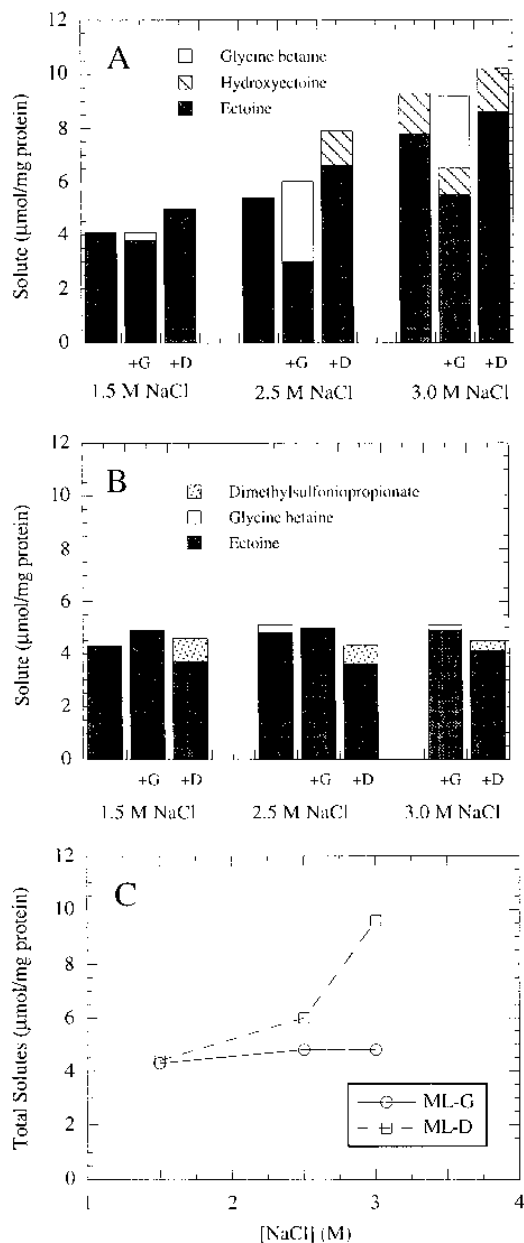 12
A
Glycine betaine
Hydroxyectoine
Ectoine
10
8
6
4
2
0
Solute (μmol/mg protein)
+G +D +G +D +G +D
1.5 M NaCl 2.5 M NaCl 3.0 M NaCl
12
B
Dimethylsulfoniopropionate
Glycine betaine
Ectoine
10
8
6
4
2
0
Solute (μmol/mg protein)
+G +D +G +D +G +D
1.5 M NaCl 2.5 M NaCl 3.0 M NaCl
12
C
10
8
6
4
2
0
Total Solutes (μmol/mg protein)
ML-G
ML-D
1 2 3 4
[NaCl] (M)